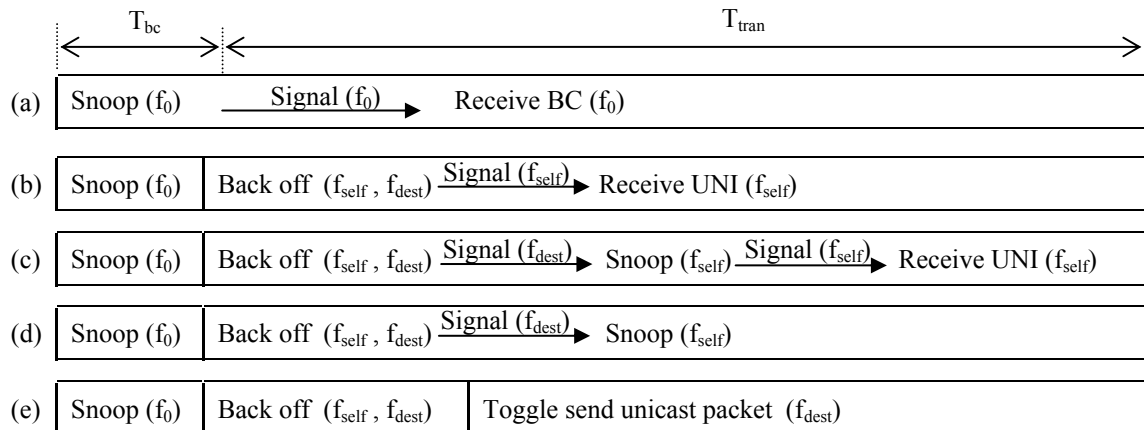 T_bc T_tran
(a) Snoop (f_0) Signal (f_0) Receive BC (f_0)
(b) Snoop (f_0) Back off (f_self , f_dest) Signal (f_self) Receive UNI (f_self)
(c) Snoop (f_0) Back off (f_self , f_dest) Signal (f_dest) Snoop (f_self) Signal (f_self) Receive UNI (f_self)
(d) Snoop (f_0) Back off (f_self , f_dest) Signal (f_dest) Snoop (f_self)
(e) Snoop (f_0) Back off (f_self , f_dest) Toggle send unicast packet (f_dest)